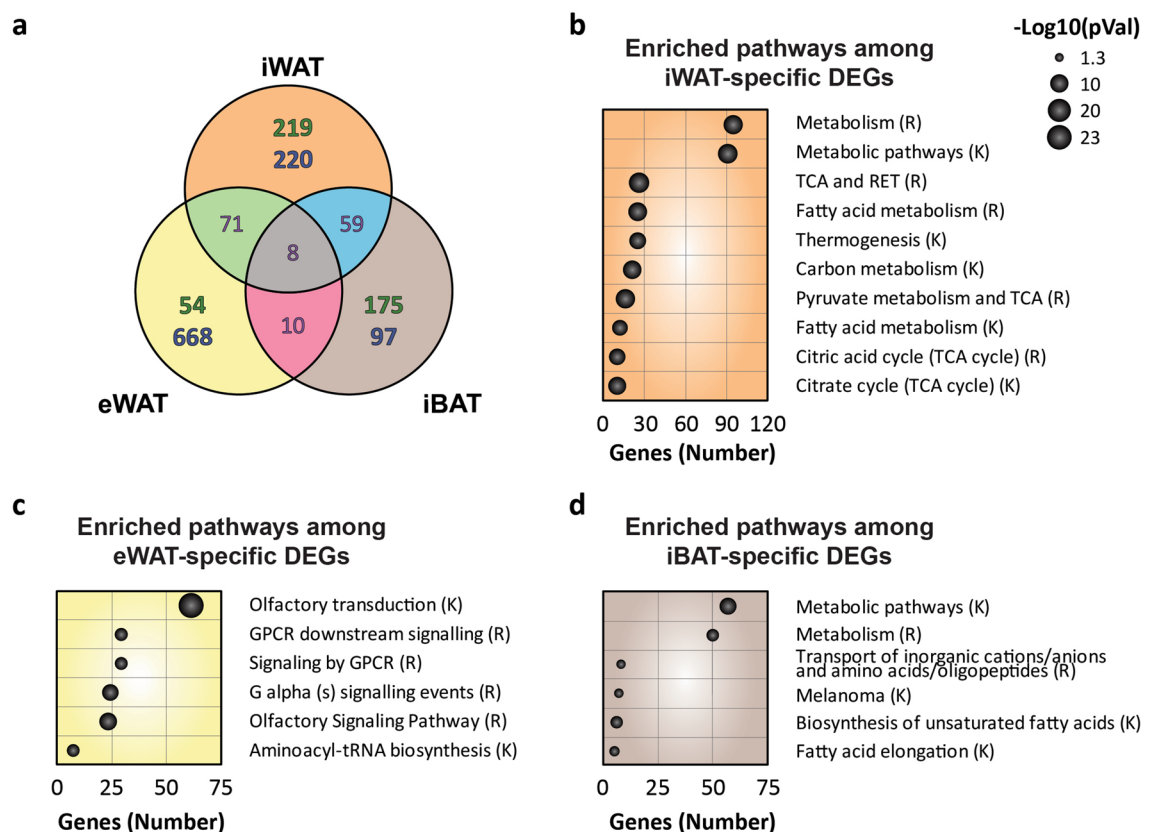 a
iWAT
219
220
71
59
8
54
668
10
175
97
eWAT
iBAT
b
Enriched pathways among
iWAT-specific DEGs
-Log10(pVal)
1.3
10
20
23
Metabolism (R)
Metabolic pathways (K)
TCA and RET (R)
Fatty acid metabolism (R)
Thermogenesis (K)
Carbon metabolism (K)
Pyruvate metabolism and TCA (R)
Fatty acid metabolism (K)
Citric acid cycle (TCA cycle) (R)
Citrate cycle (TCA cycle) (K)
0 30 60 90 120
Genes (Number)
c
Enriched pathways among
eWAT-specific DEGs
Olfactory transduction (K)
GPCR downstream signalling (R)
Signaling by GPCR (R)
G alpha (s) signalling events (R)
Olfactory Signaling Pathway (R)
Aminoacyl-tRNA biosynthesis (K)
0 25 50 75
Genes (Number)
d
Enriched pathways among
iBAT-specific DEGs
Metabolic pathways (K)
Metabolism (R)
Transport of inorganic cations/anions
and amino acids/oligopeptides (R)
Melanoma (K)
Biosynthesis of unsaturated fatty acids (K)
Fatty acid elongation (K)
0 25 50 75
Genes (Number)